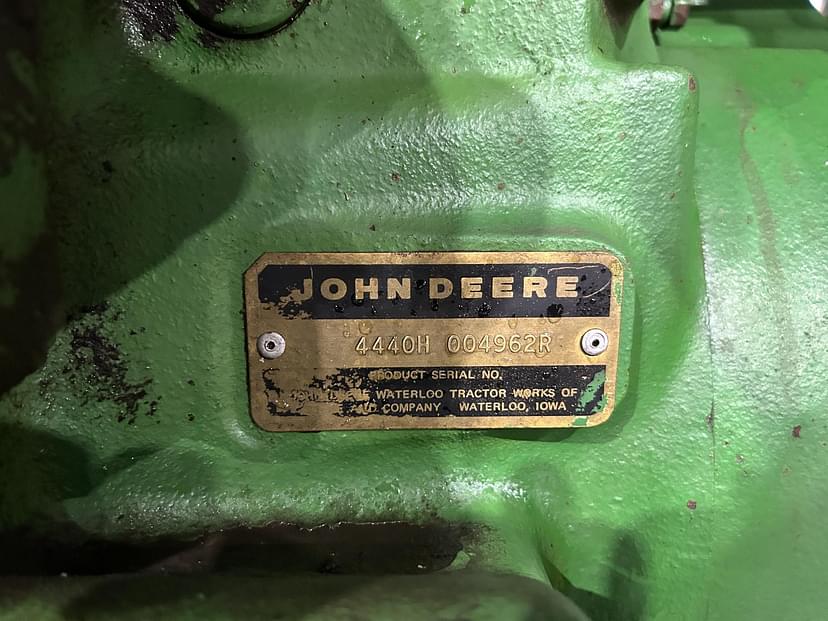 JOHN DEERE
4440H 004962R
PRODUCT SERIAL NO.
WATERLOO TRACTOR WORKS OF
COMPANY WATERLOO, IOWA